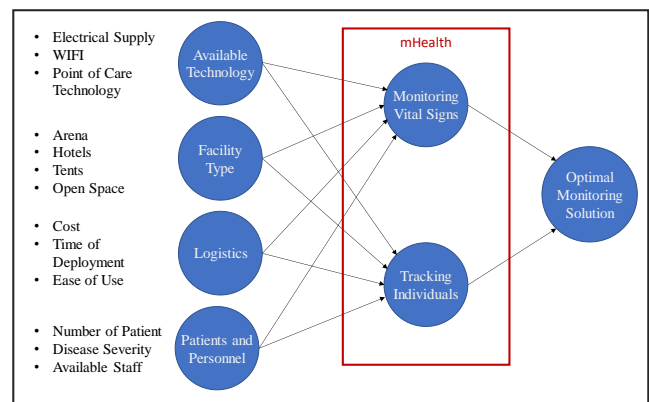 • Electrical Supply
• WIFI
• Point of Care
Technology
Available
Technology
• Arena
• Hotels
• Tents
• Open Space
Facility
Type
• Cost
• Time of
Deployment
• Ease of Use
Logistics
• Number of Patient
• Disease Severity
• Available Staff
Patients and
Personnel
mHealth
Monitoring
Vital Signs
Tracking
Individuals
Optimal
Monitoring
Solution